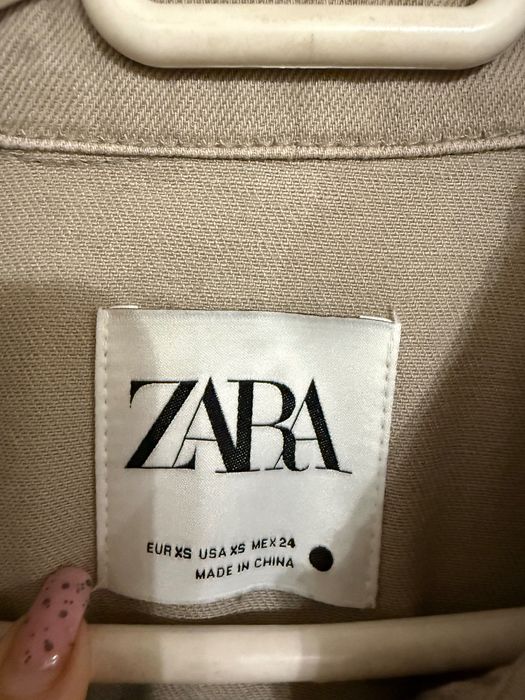 ZARA
EUR XS USA XS MEX 24
MADE IN CHINA